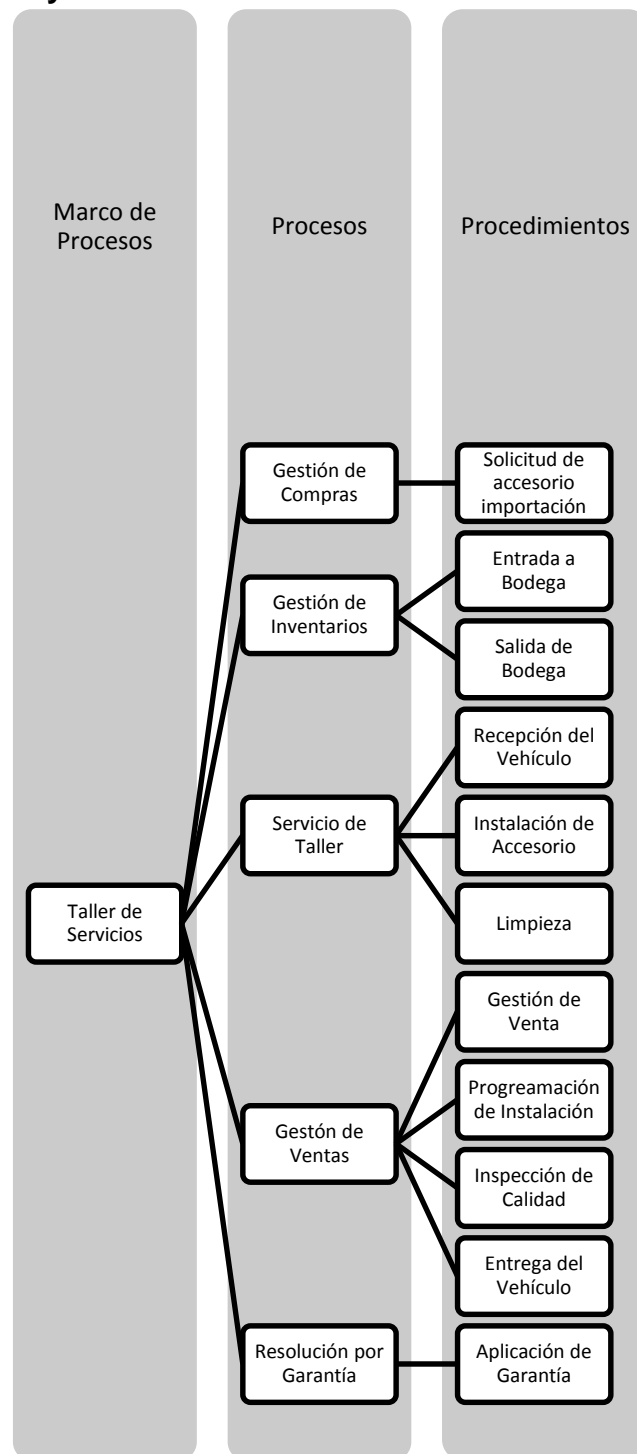 Marco de
Procesos
Procesos
Procedimientos
Gestión de
Compras
Solicitud de
accesorio
importación
Gestión de
Inventarios
Entrada a
Bodega
Salida de
Bodega
Servicio de
Taller
Recepción del
Vehículo
Instalación de
Accesorio
Limpieza
Taller de
Servicios
Gestón de
Ventas
Gestión de
Venta
Progreamación
de Instalación
Inspección de
Calidad
Entrega del
Vehículo
Resolución por
Garantía
Aplicación de
Garantía